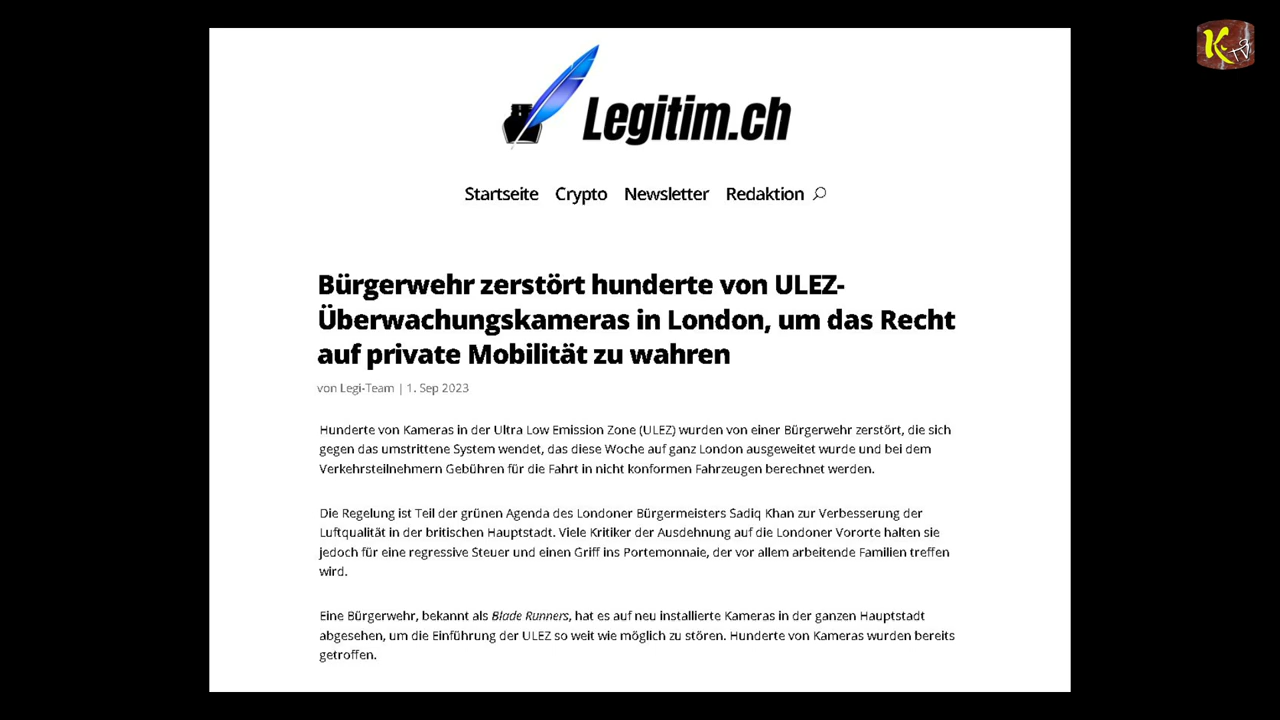 Legitim.ch
Startseite Crypto Newsletter Redaktion
Bürgerwehr zerstört hunderte von ULEZ-
Überwachungskameras in London, um das Recht
auf private Mobilität zu wahren
von Legi-Team | 1. Sep 2023
Hunderte von Kameras in der Ultra Low Emission Zone (ULEZ) wurden von einer Bürgerwehr zerstört, die sich
gegen das umstrittene System wendet, das diese Woche auf ganz London ausgeweitet wurde und bei dem
Verkehrsteilnehmern Gebühren für die Fahrt in nicht konformen Fahrzeugen berechnet werden.
Die Regelung ist Teil der grünen Agenda des Londoner Bürgermeisters Sadiq Khan zur Verbesserung der
Luftqualität in der britischen Hauptstadt. Viele Kritiker der Ausdehnung auf die Londoner Vororte halten sie
jedoch für eine regressive Steuer und einen Griff ins Portemonnaie, der vor allem arbeitende Familien treffen
wird.
Eine Bürgerwehr, bekannt als Blade Runners, hat es auf neu installierte Kameras in der ganzen Hauptstadt
abgesehen, um die Einführung der ULEZ so weit wie möglich zu stören. Hunderte von Kameras wurden bereits
getroffen.